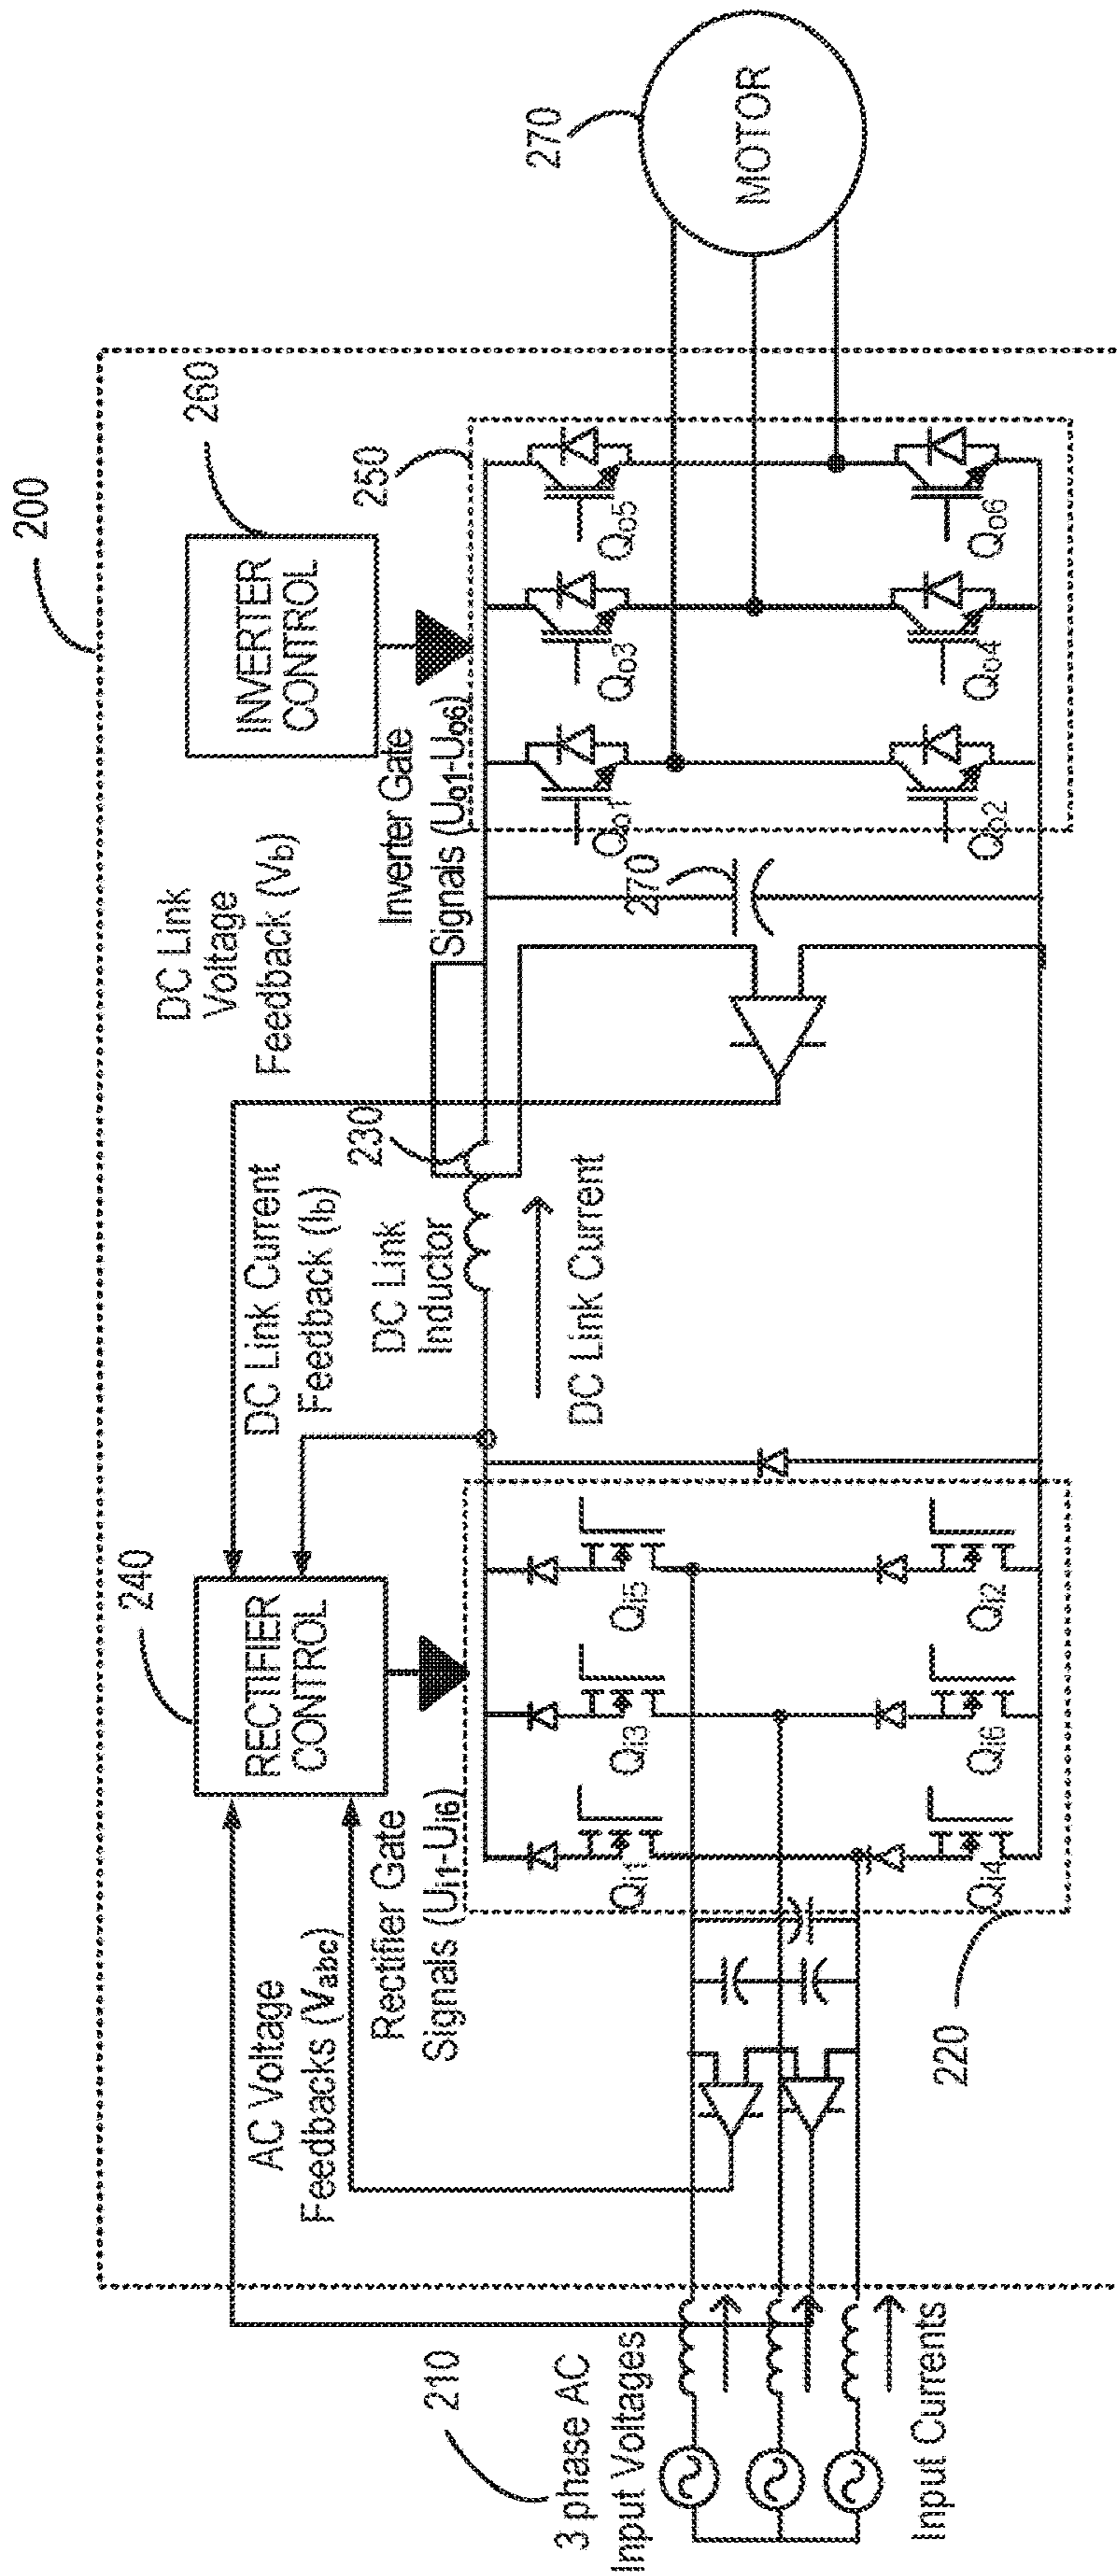 200
210
3 phase AC
Input Voltages
Input Currents
AC Voltage
Feedbacks (Vabc)
Rectifier Gate
Signals (Ui1-Ui6)
220
240
RECTIFIER
CONTROL
Qi1
Qi3
Qi5
Qi4
Qi6
Qi2
DC Link Current
Feedback (Ib)
DC Link
Inductor
230
DC Link Current
DC Link
Voltage
Feedback (Vb)
Inverter Gate
Signals (Uo1-Uo6)
270
INVERTER
CONTROL
260
250
Qo1
Qo3
Qo5
Qo2
Qo4
Qo6
270
MOTOR